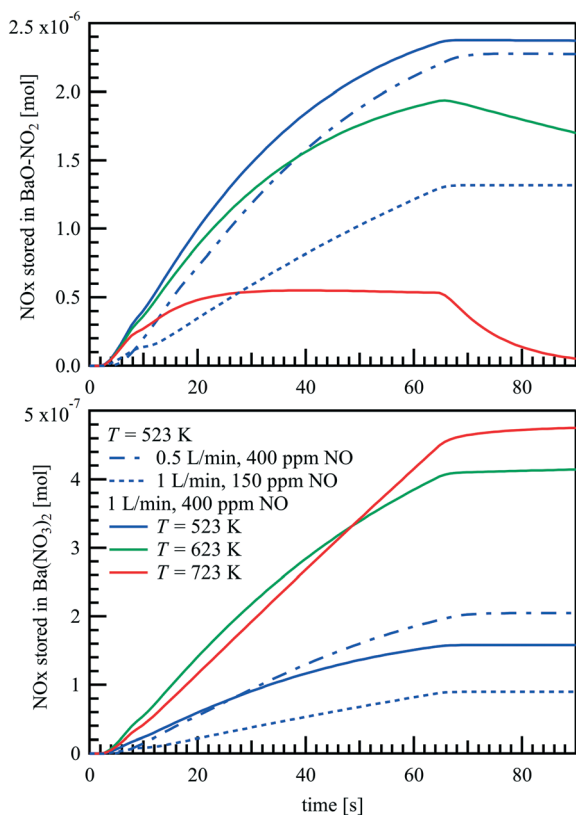 2.5 x10⁻⁶
2.0
1.5
1.0
0.5
0.0
NOx stored in BaO-NO₂ [mol]
0 20 40 60 80
5 x10⁻⁷
4
3
2
1
0
NOx stored in Ba(NO₃)₂ [mol]
T = 523 K
0.5 L/min, 400 ppm NO
1 L/min, 150 ppm NO
1 L/min, 400 ppm NO
T = 523 K
T = 623 K
T = 723 K
0 20 40 60 80
time [s]